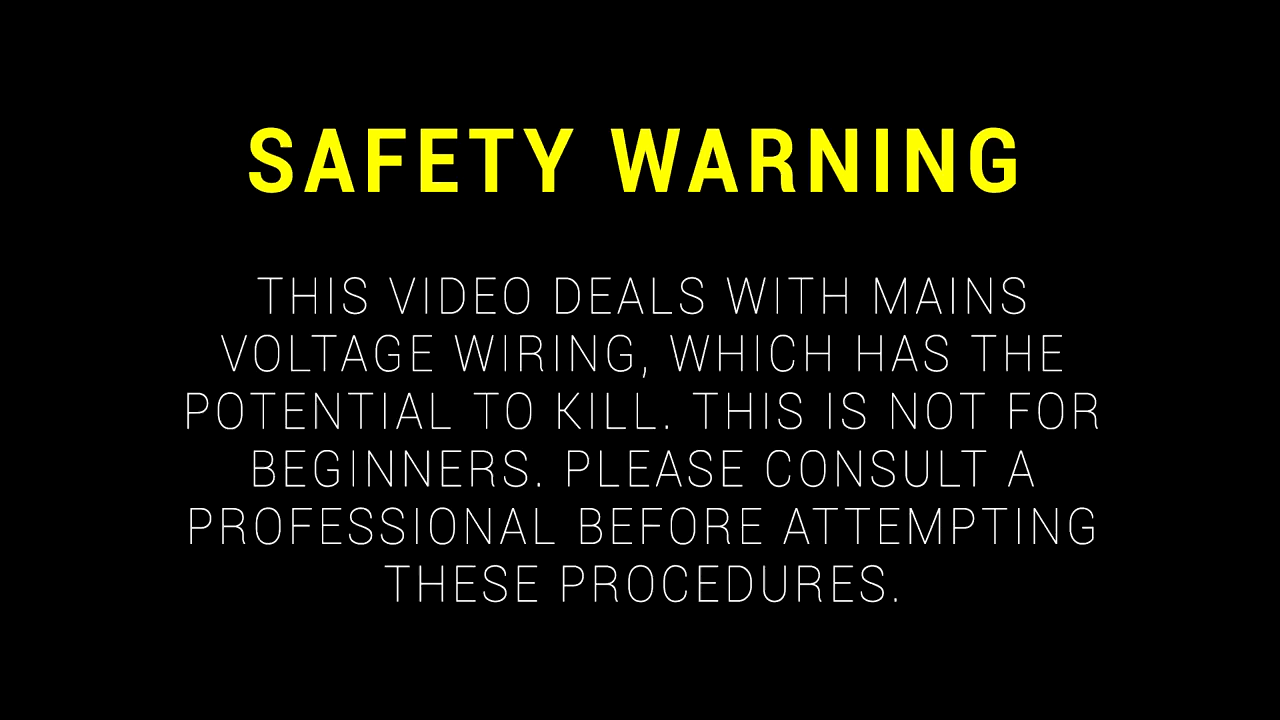 SAFETY WARNING
THIS VIDEO DEALS WITH MAINS
VOLTAGE WIRING, WHICH HAS THE
POTENTIAL TO KILL. THIS IS NOT FOR
BEGINNERS. PLEASE CONSULT A
PROFESSIONAL BEFORE ATTEMPTING
THESE PROCEDURES.